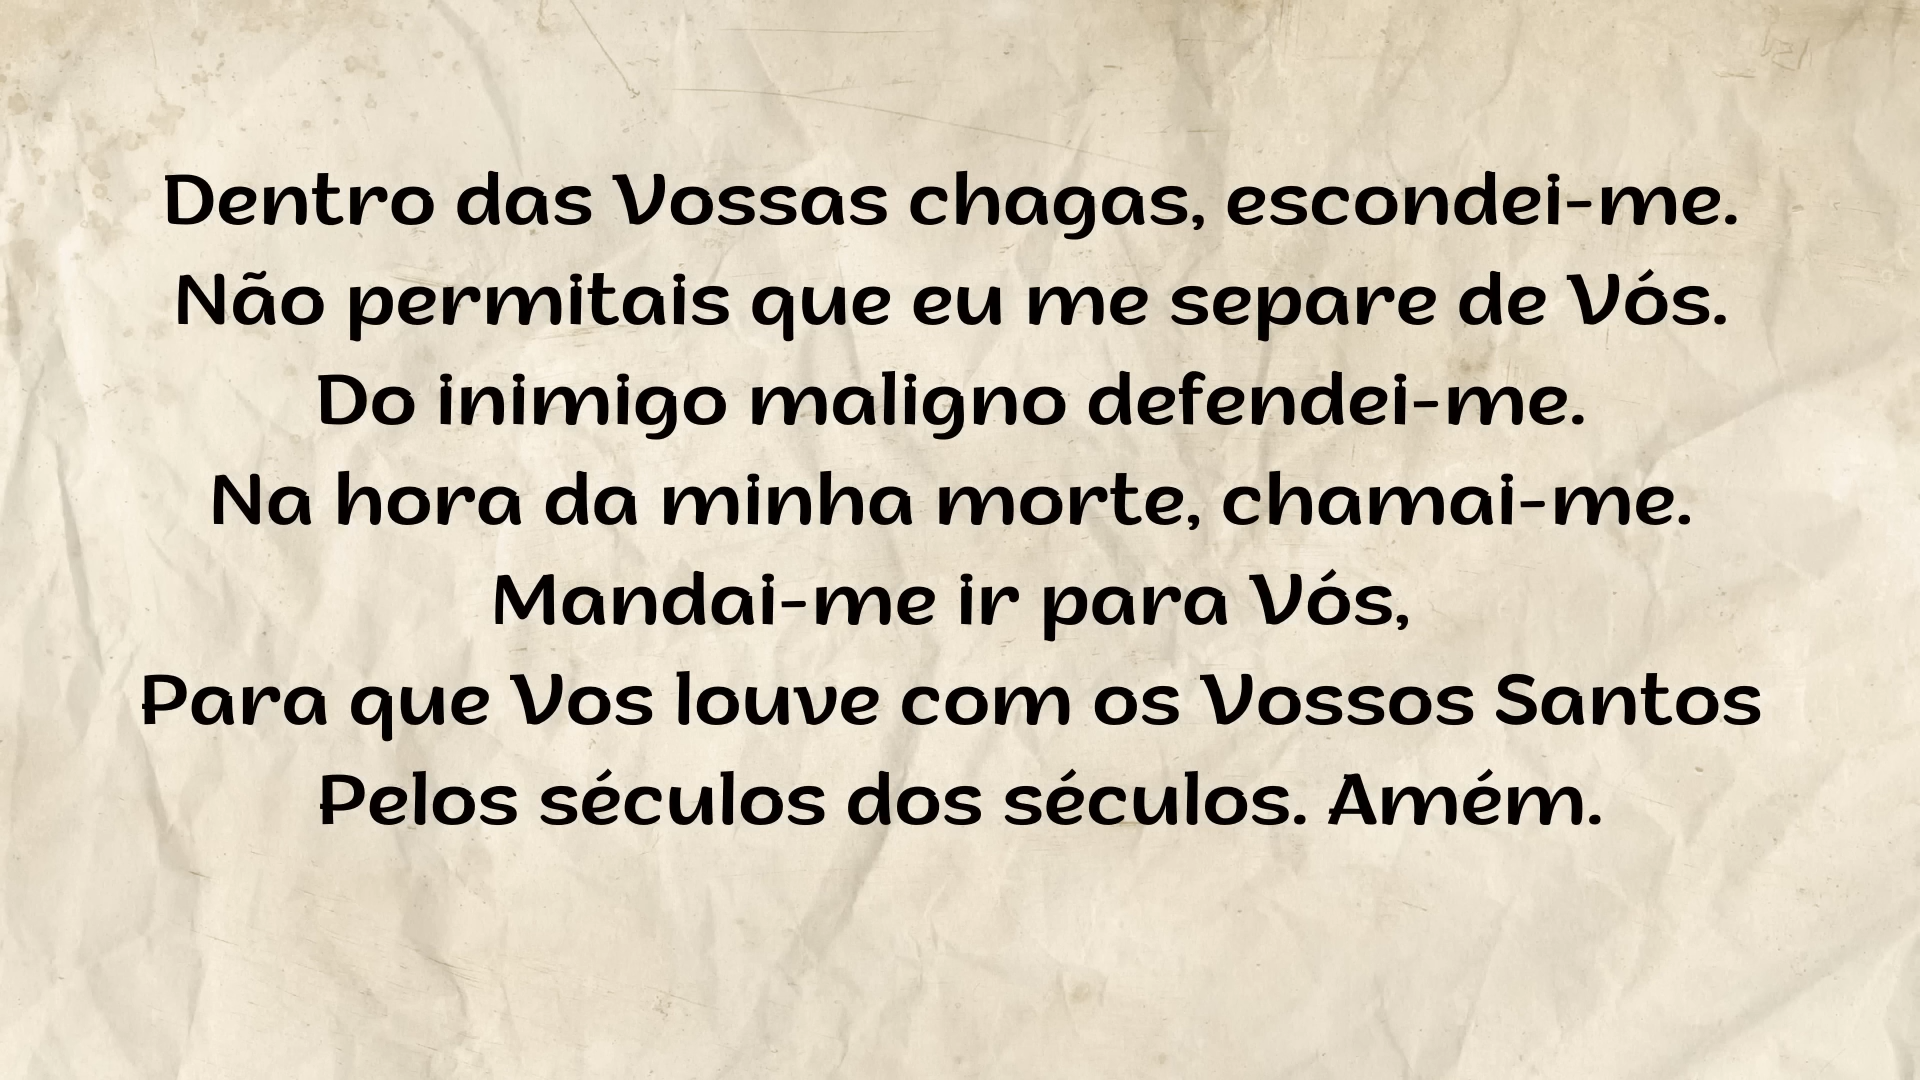 Dentro das Vossas chagas, escondei-me.
Não permitais que eu me separe de Vós.
Do inimigo maligno defendei-me.
Na hora da minha morte, chamai-me.
Mandai-me ir para Vós,
Para que Vos louve com os Vossos Santos
Pelos séculos dos séculos. Amém.